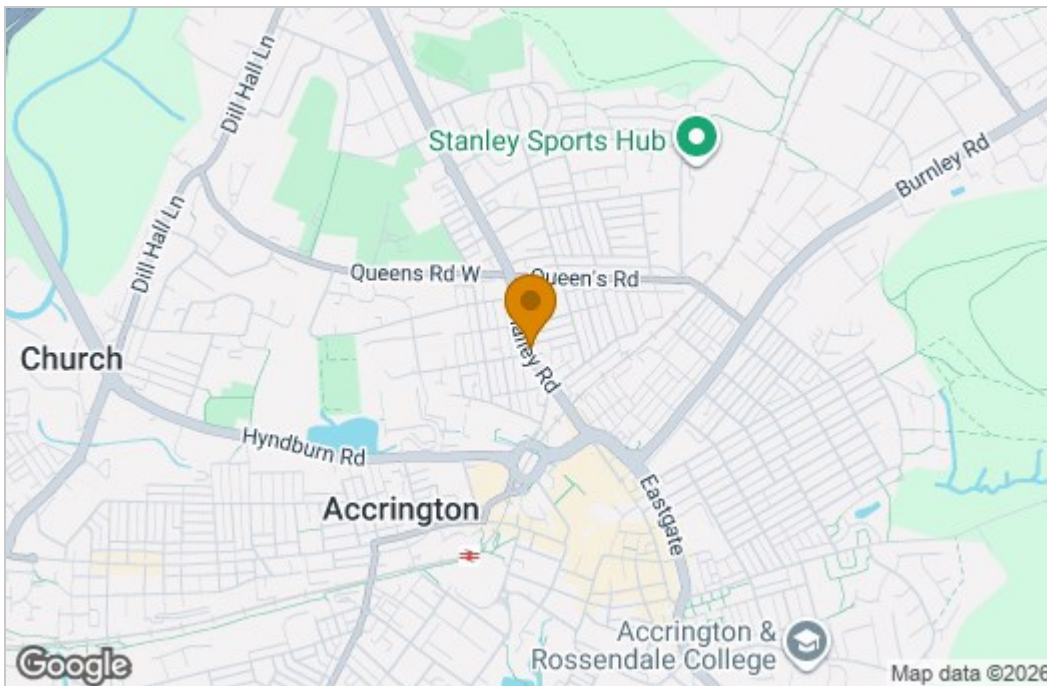 Dill Hall Ln
Stanley Sports Hub
Burnley Rd
Dill Hall Ln
Queens Rd W
Queen's Rd
Rd
Church
Hyndburn Rd
Accrington
Eastgate
Accrington &
Rossendale College
Google
Map data ©2026